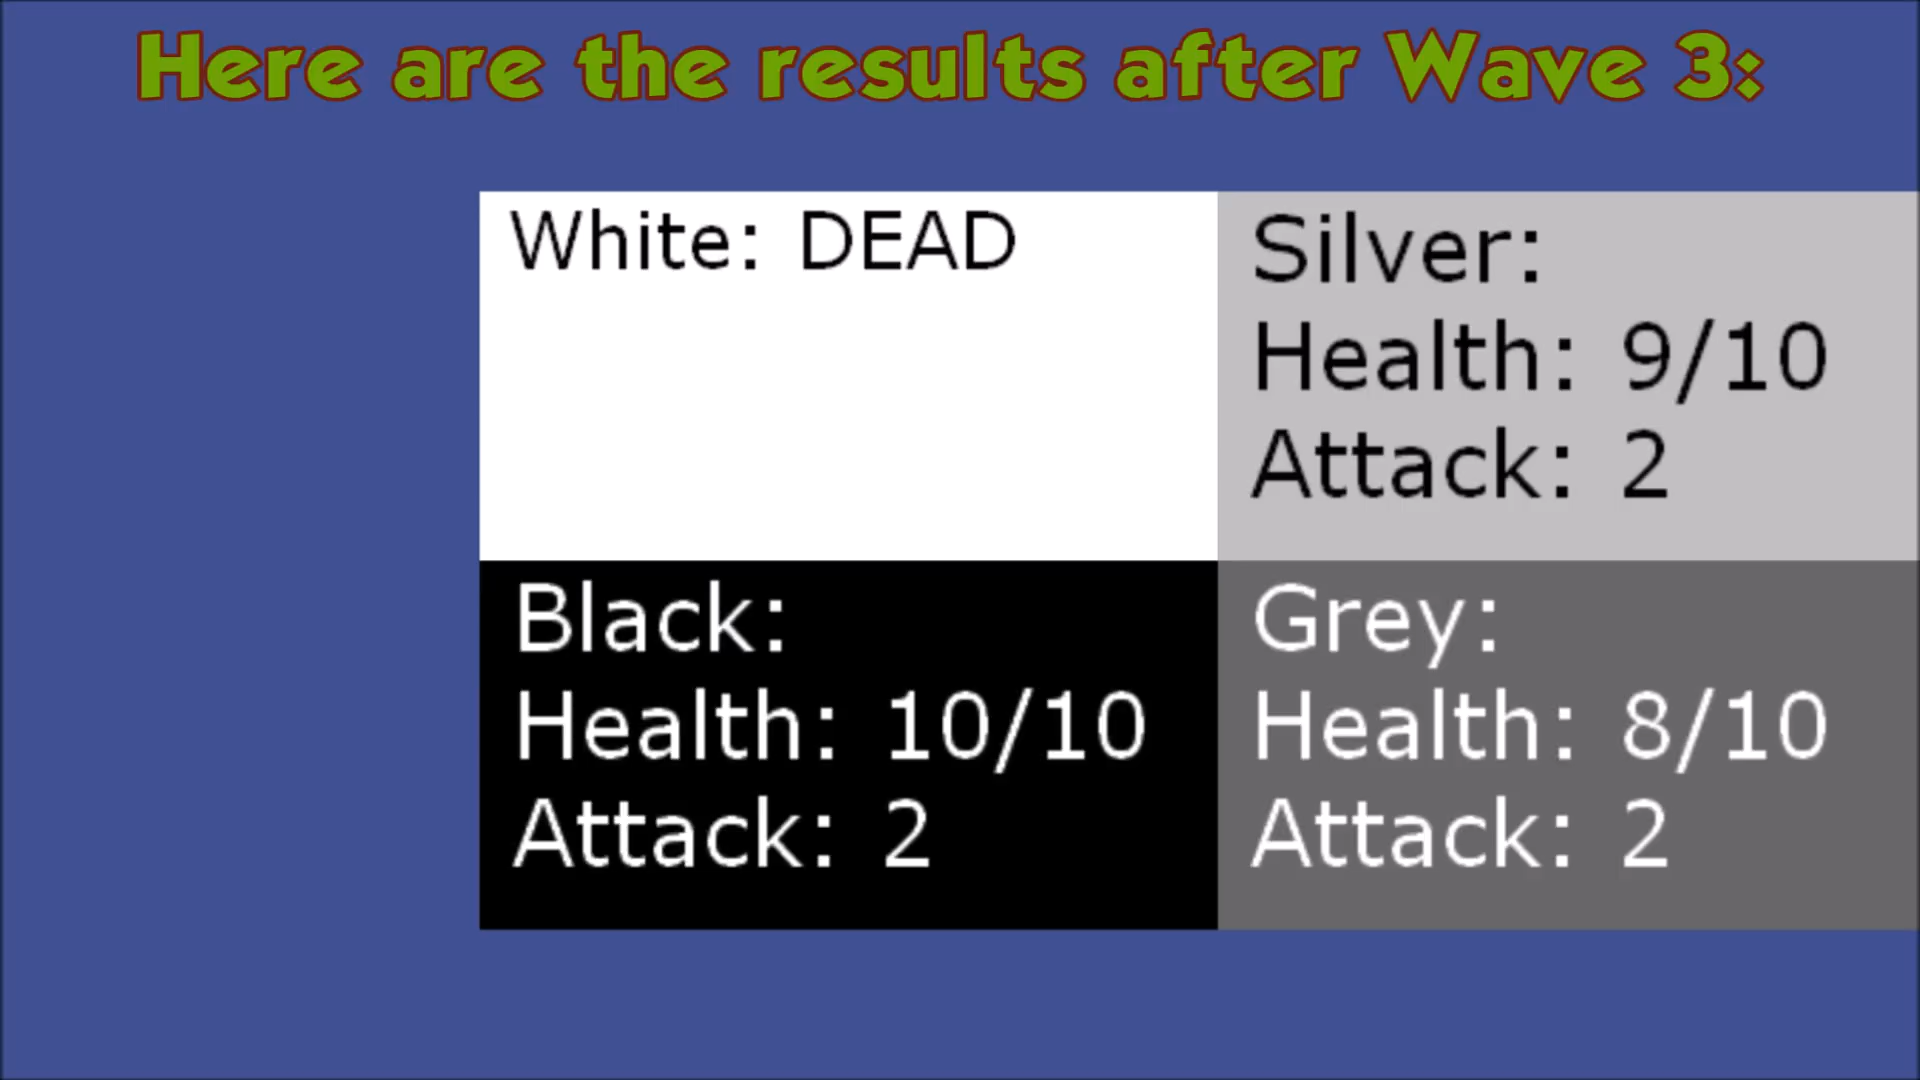 Here are the results after Wave 3:
White: DEAD
Silver:
Health: 9/10
Attack: 2
Black:
Health: 10/10
Attack: 2
Grey:
Health: 8/10
Attack: 2